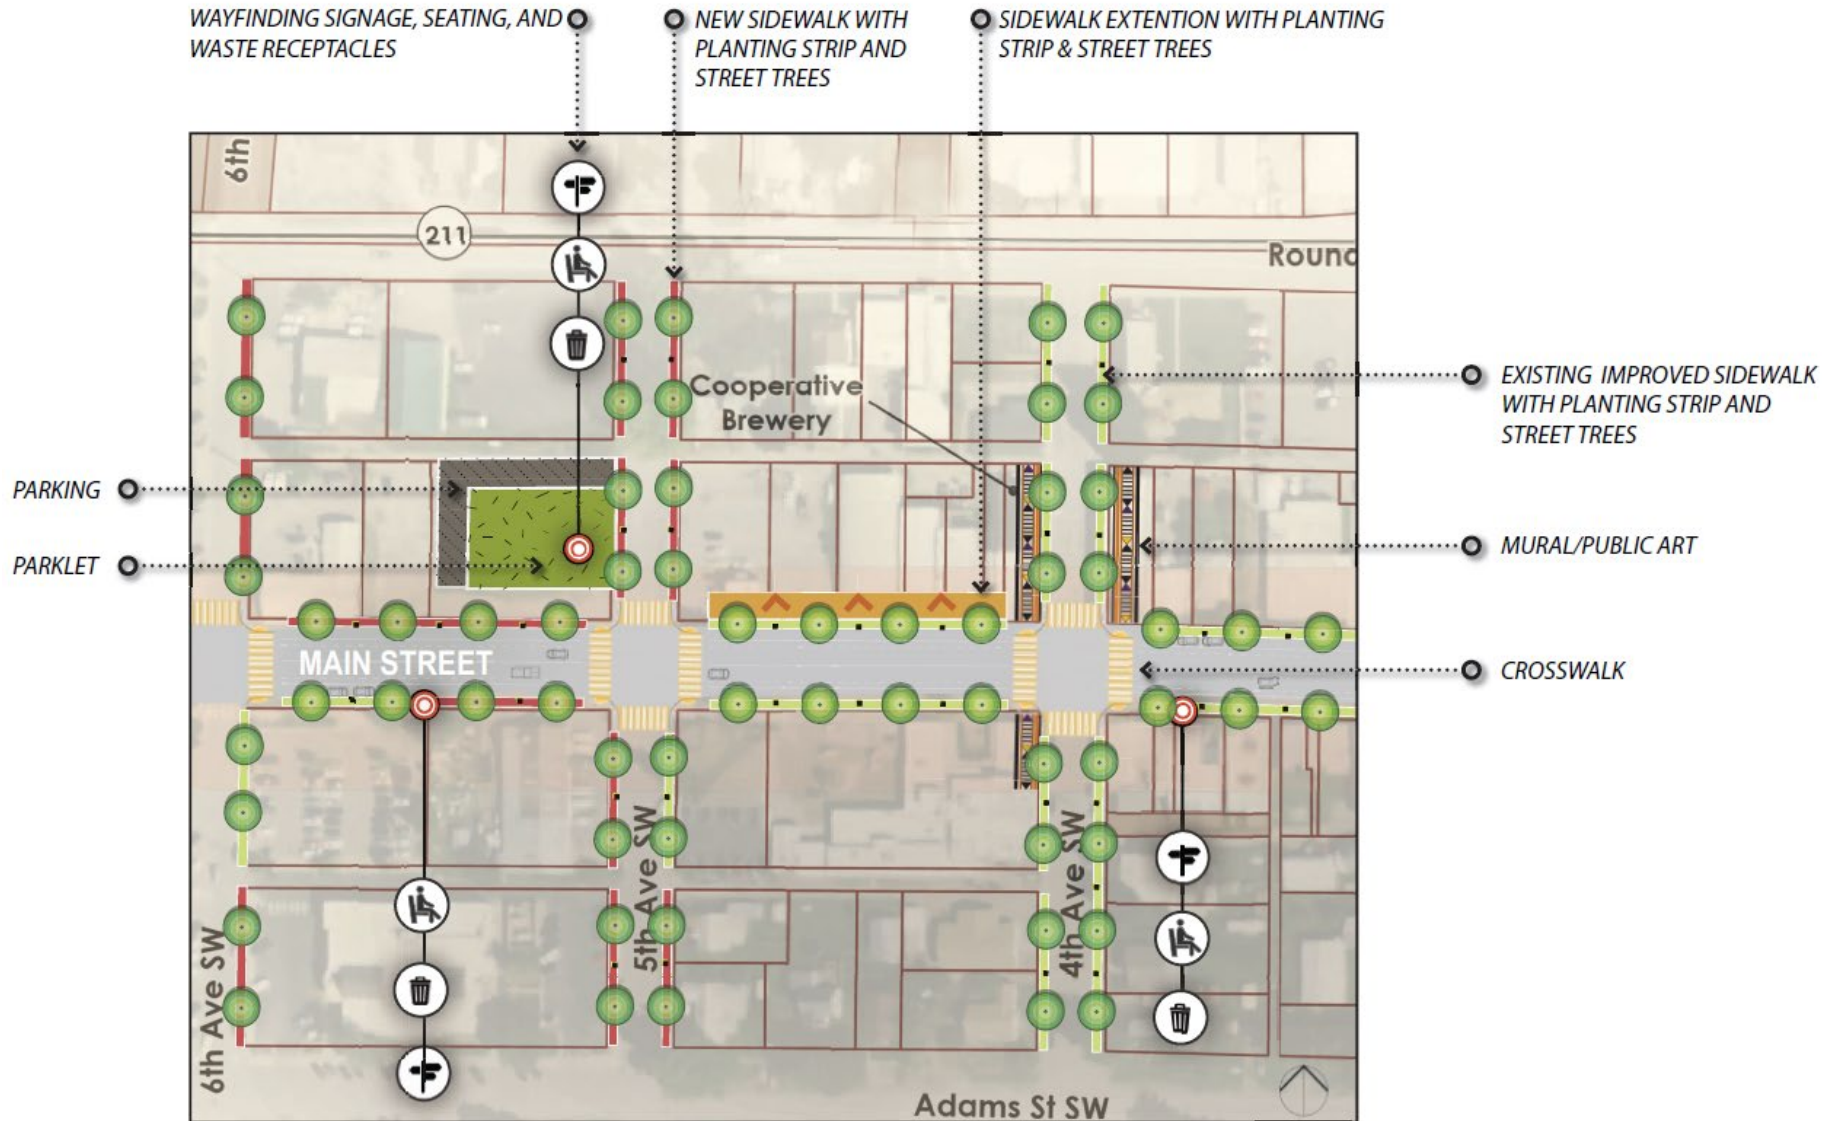 WAYFINDING SIGNAGE, SEATING, AND
WASTE RECEPTACLES
NEW SIDEWALK WITH
PLANTING STRIP AND
STREET TREES
SIDEWALK EXTENTION WITH PLANTING
STRIP & STREET TREES
6th
211
Round
Cooperative
Brewery
EXISTING IMPROVED SIDEWALK
WITH PLANTING STRIP AND
STREET TREES
PARKING
MURAL/PUBLIC ART
PARKLET
MAIN STREET
CROSSWALK
5th Ave SW
4th Ave SW
6th Ave SW
Adams St SW